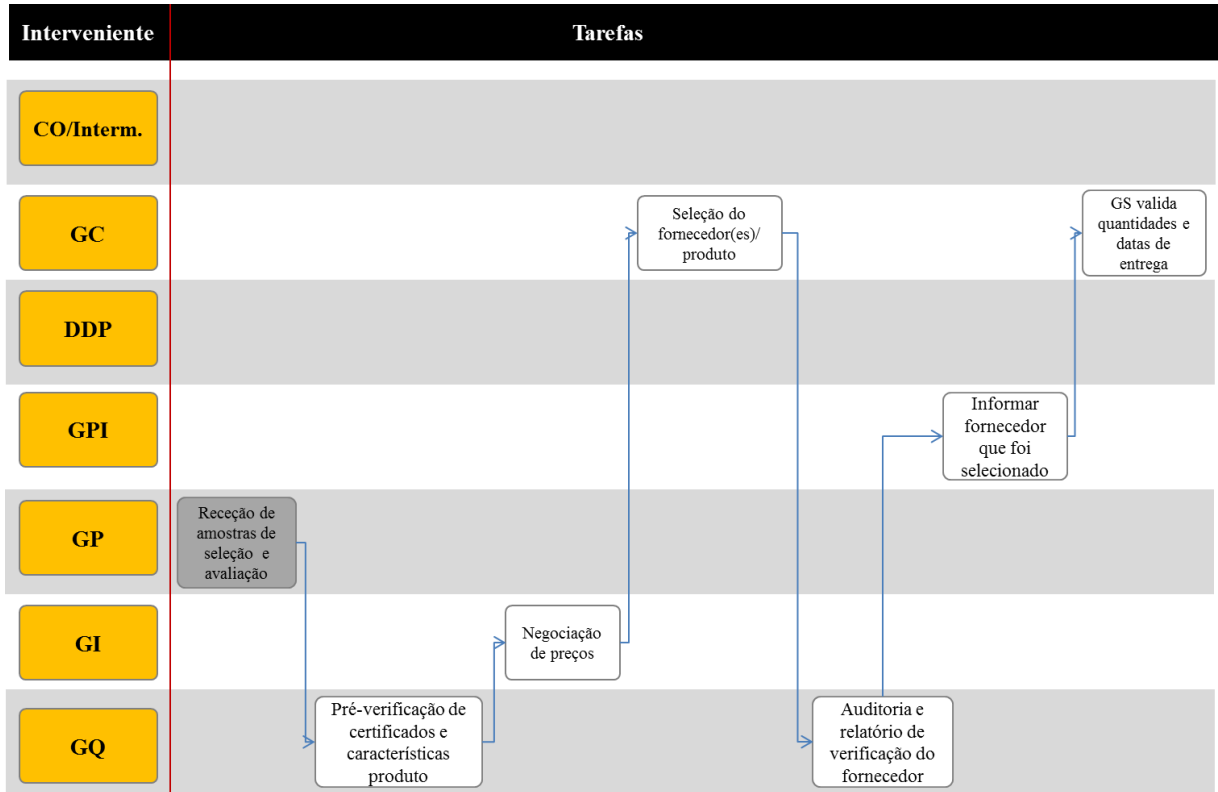 Interveniente
Tarefas
CO/Interm.
GC
Seleção do
fornecedor(es)/
produto
GS valida
quantidades e
datas de
entrega
DDP
GPI
Informar
fornecedor
que foi
selecionado
GP
Receção de
amostras de
seleção e
avaliação
GI
Negociação
de preços
GQ
Pré-verificação de
certificados e
características
produto
Auditoria e
relatório de
verificação do
fornecedor